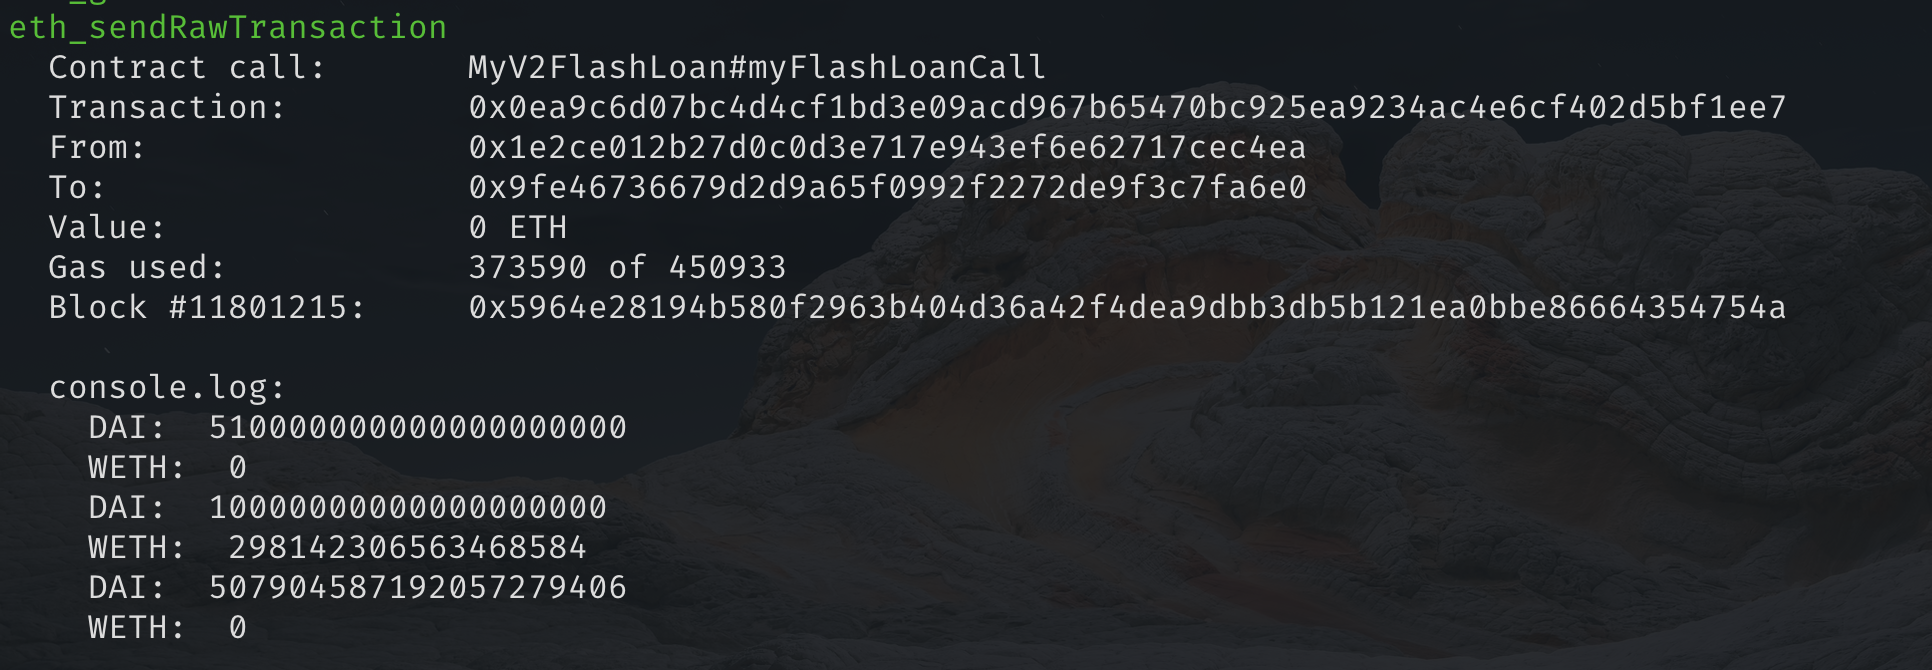 eth_sendRawTransaction
Contract call: MyV2FlashLoan#myFlashLoanCall
Transaction: 0x0ea9c6d07bc4d4cf1bd3e09acd967b65470bc925ea9234ac4e6cf402d5bf1ee7
From: 0x1e2ce012b27d0c0d3e717e943ef6e62717cec4ea
To: 0x9fe46736679d2d9a65f0992f2272de9f3c7fa6e0
Value: 0 ETH
Gas used: 373590 of 450933
Block #11801215: 0x5964e28194b580f2963b404d36a42f4dea9dbb3db5b121ea0bbe86664354754a
console.log:
DAI: 510000000000000000000
WETH: 0
DAI: 10000000000000000000
WETH: 298142306563468584
DAI: 507904587192057279406
WETH: 0